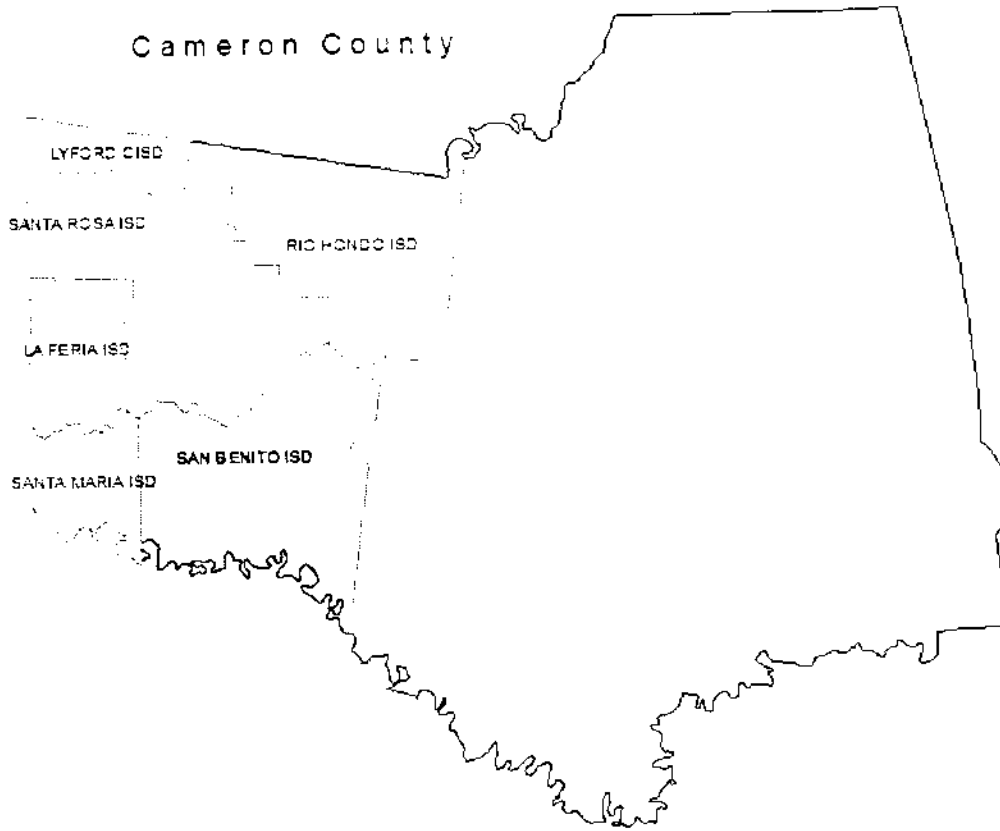 Cameron County
LYFORD CISD
SANTA ROSA ISD
RIO HONDO ISD
LA FERIA ISD
SAN BENITO ISD
SANTA MARIA ISD